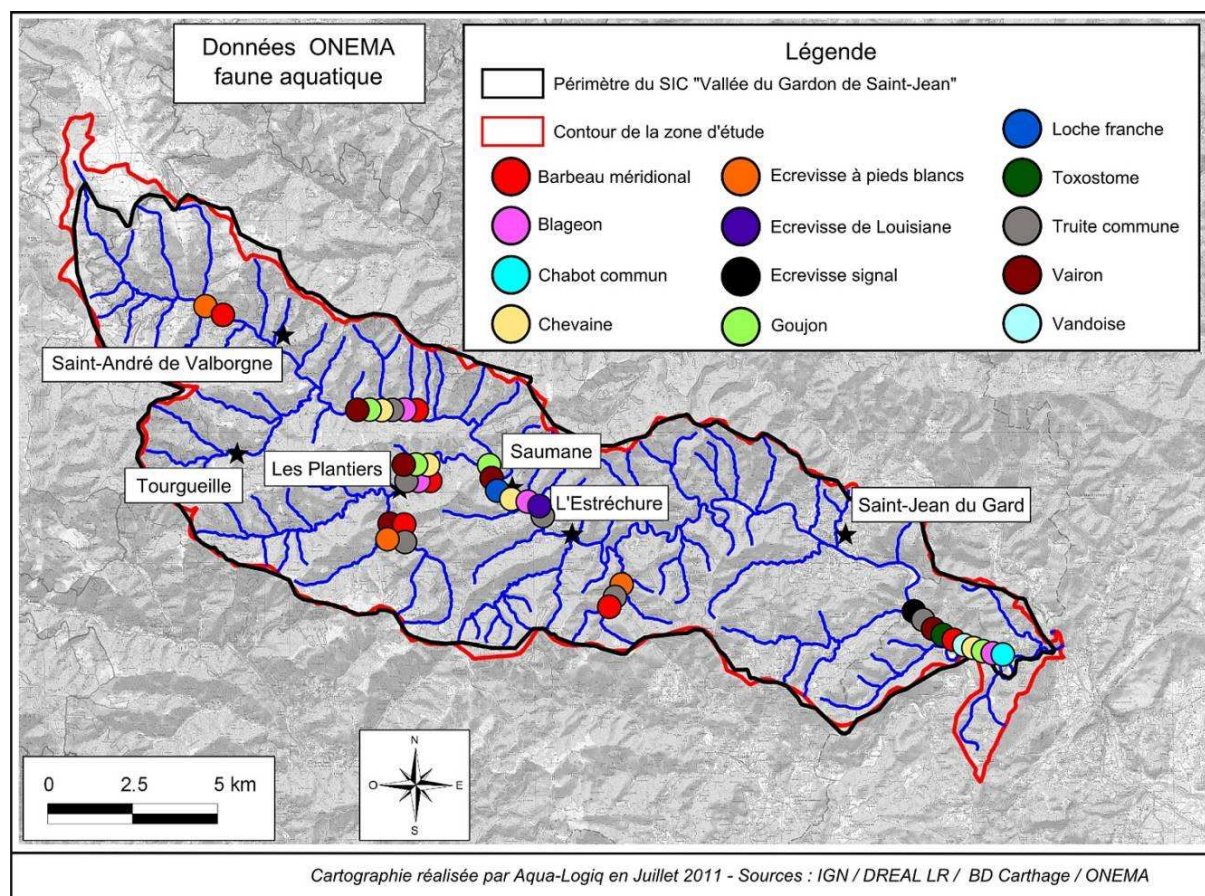 Données ONEMA
faune aquatique
Légende
Périmètre du SIC "Vallée du Gardon de Saint-Jean"
Contour de la zone d'étude
Loche franche
Barbeau méridional
Ecrevisse à pieds blancs
Toxostome
Blageon
Ecrevisse de Louisiane
Truite commune
Chabot commun
Ecrevisse signal
Vairon
Chevaine
Goujon
Vandoise
Saint-André de Valborgne
Saumane
Les Plantiers
Tourgueille
L'Estréchure
Saint-Jean du Gard
0 2.5 5 km
N
O E
S
Cartographie réalisée par Aqua-Logiq en Juillet 2011 - Sources : IGN / DREAL LR / BD Carthage / ONEMA